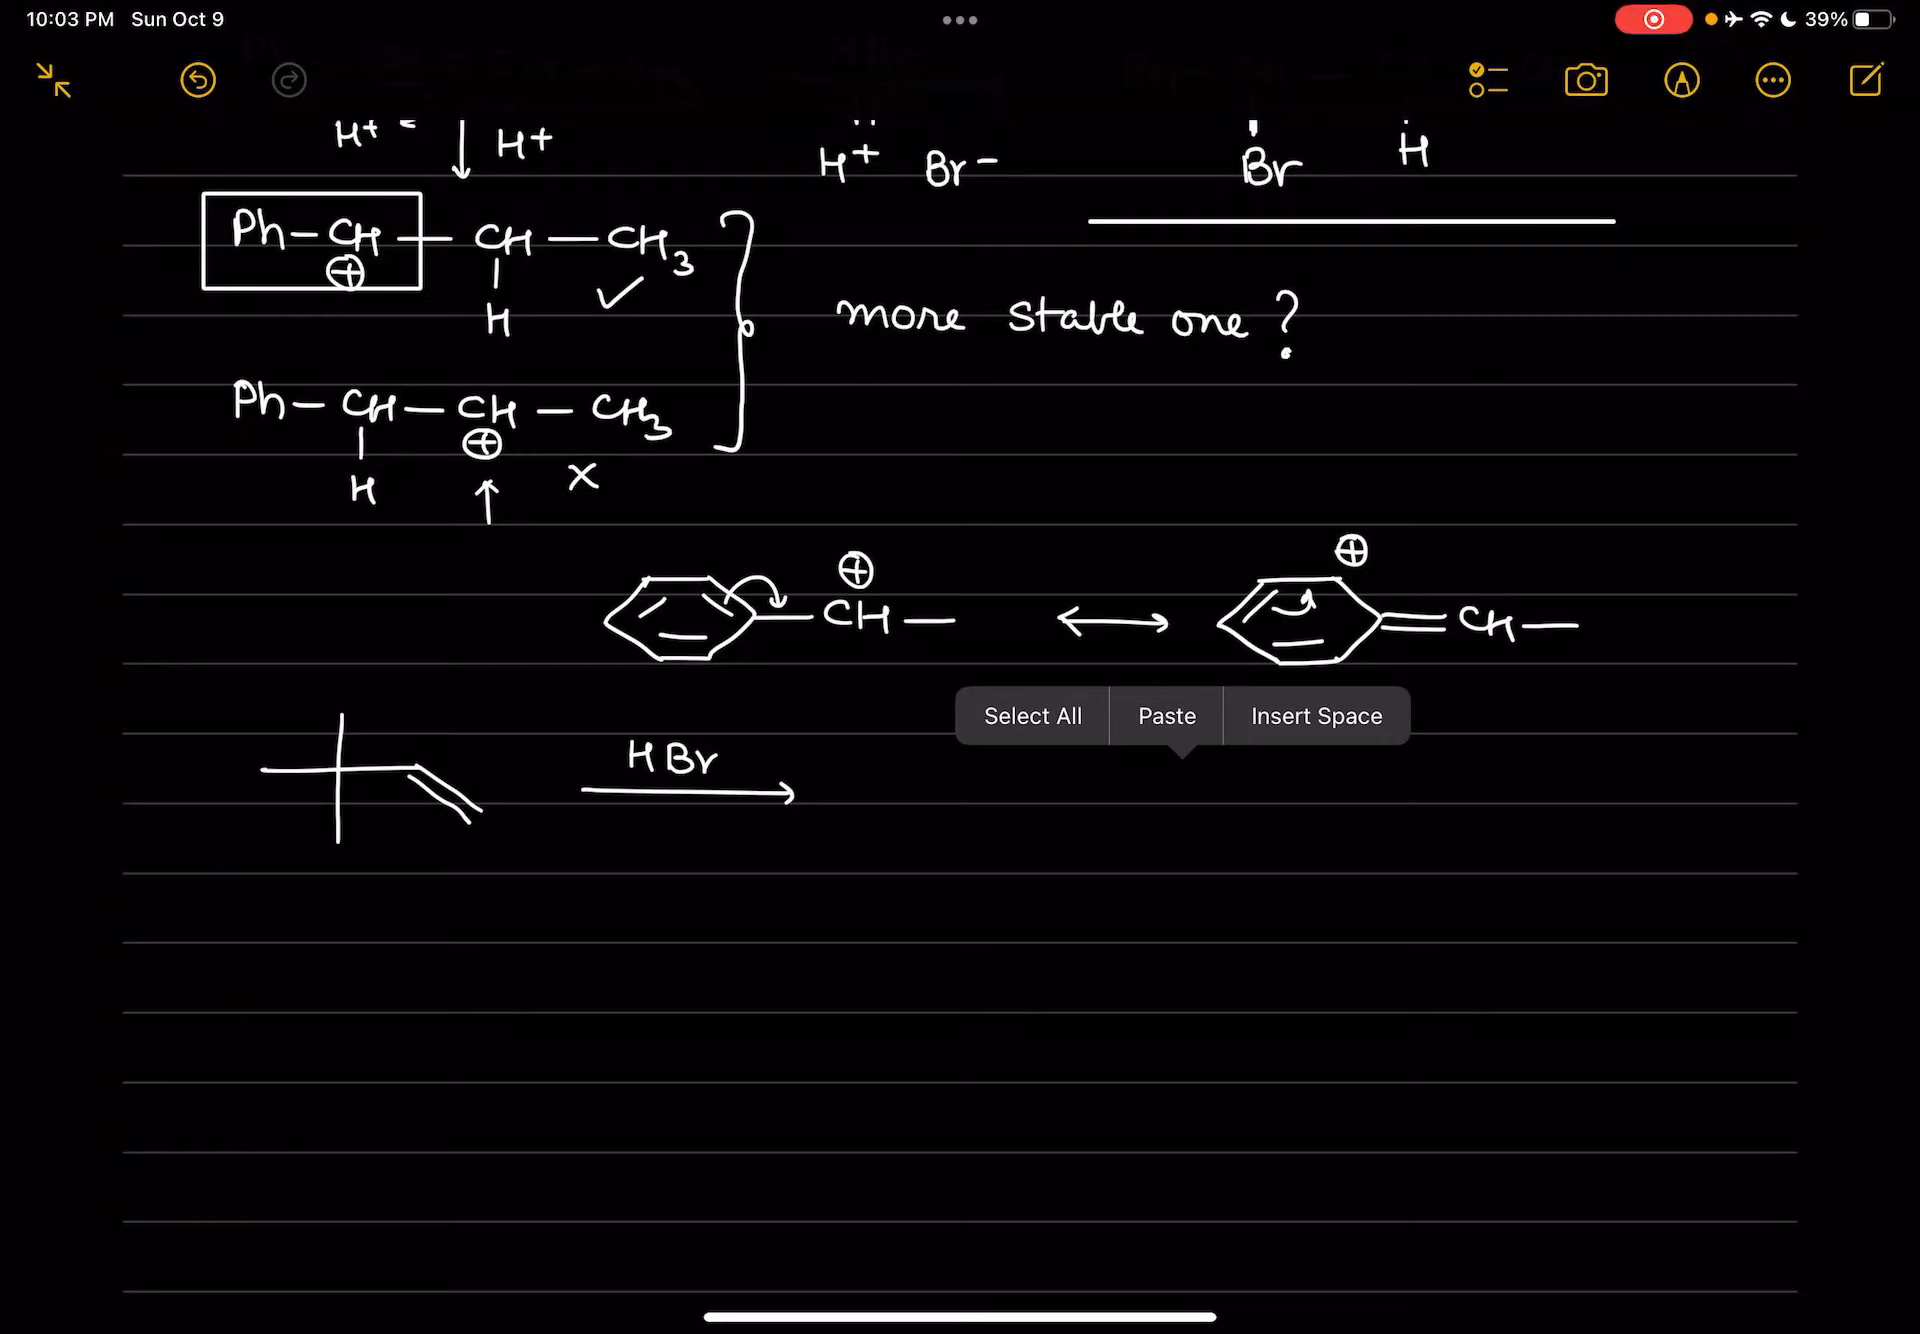 10:03 PM Sun Oct 9
39%
H+ H+ H+ Br- Br H
Ph-CH-CH-CH3
⊕
H ✓
more stable one?
Ph-CH-CH-CH3
⊕
H ↑ X
⊕ ⊕
CH- ↔ =CH-
Select All Paste Insert Space
HBr